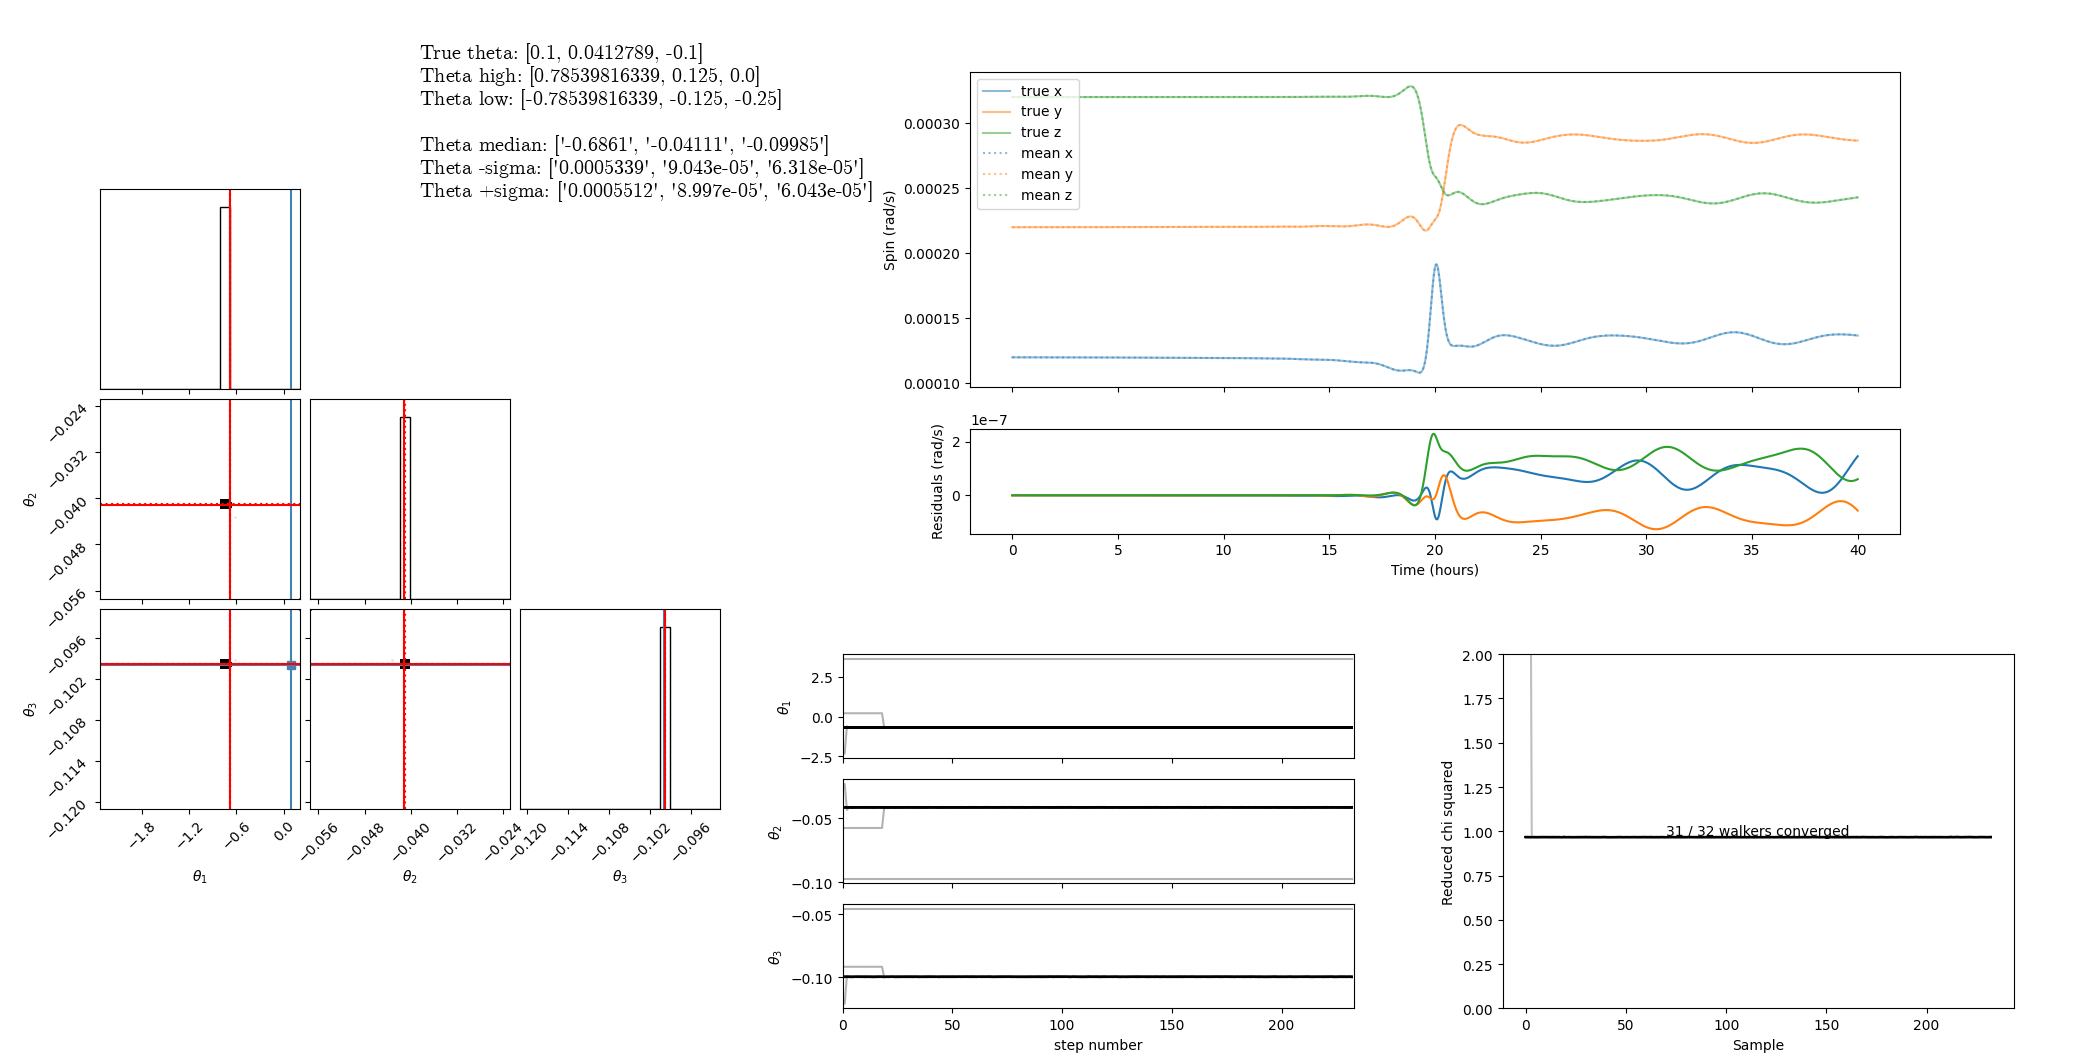 True theta: [0.1, 0.0412789, -0.1]
Theta high: [0.78539816339, 0.125, 0.0]
Theta low: [-0.78539816339, -0.125, -0.25]
Theta median: ['-0.6861', '-0.04111', '-0.09985']
Theta -sigma: ['0.0005339', '9.043e-05', '6.318e-05']
Theta +sigma: ['0.0005512', '8.997e-05', '6.043e-05']
θ2
−0.024
−0.032
−0.040
−0.048
−0.056
θ3
−0.096
−0.102
−0.108
−0.114
−0.120
−1.8
−1.2
−0.6
0.0
θ1
−0.056
−0.048
−0.040
−0.032
−0.024
θ2
−0.120
−0.114
−0.108
−0.102
−0.096
θ3
true x
true y
true z
mean x
mean y
mean z
Spin (rad/s)
0.00030
0.00025
0.00020
0.00015
0.00010
1e−7
Residuals (rad/s)
2
0
0
5
10
15
20
25
30
35
40
Time (hours)
θ1
2.5
0.0
−2.5
θ2
−0.05
−0.10
θ3
−0.05
−0.10
0
50
100
150
200
step number
Reduced chi squared
2.00
1.75
1.50
1.25
1.00
0.75
0.50
0.25
0.00
31 / 32 walkers converged
0
50
100
150
200
Sample